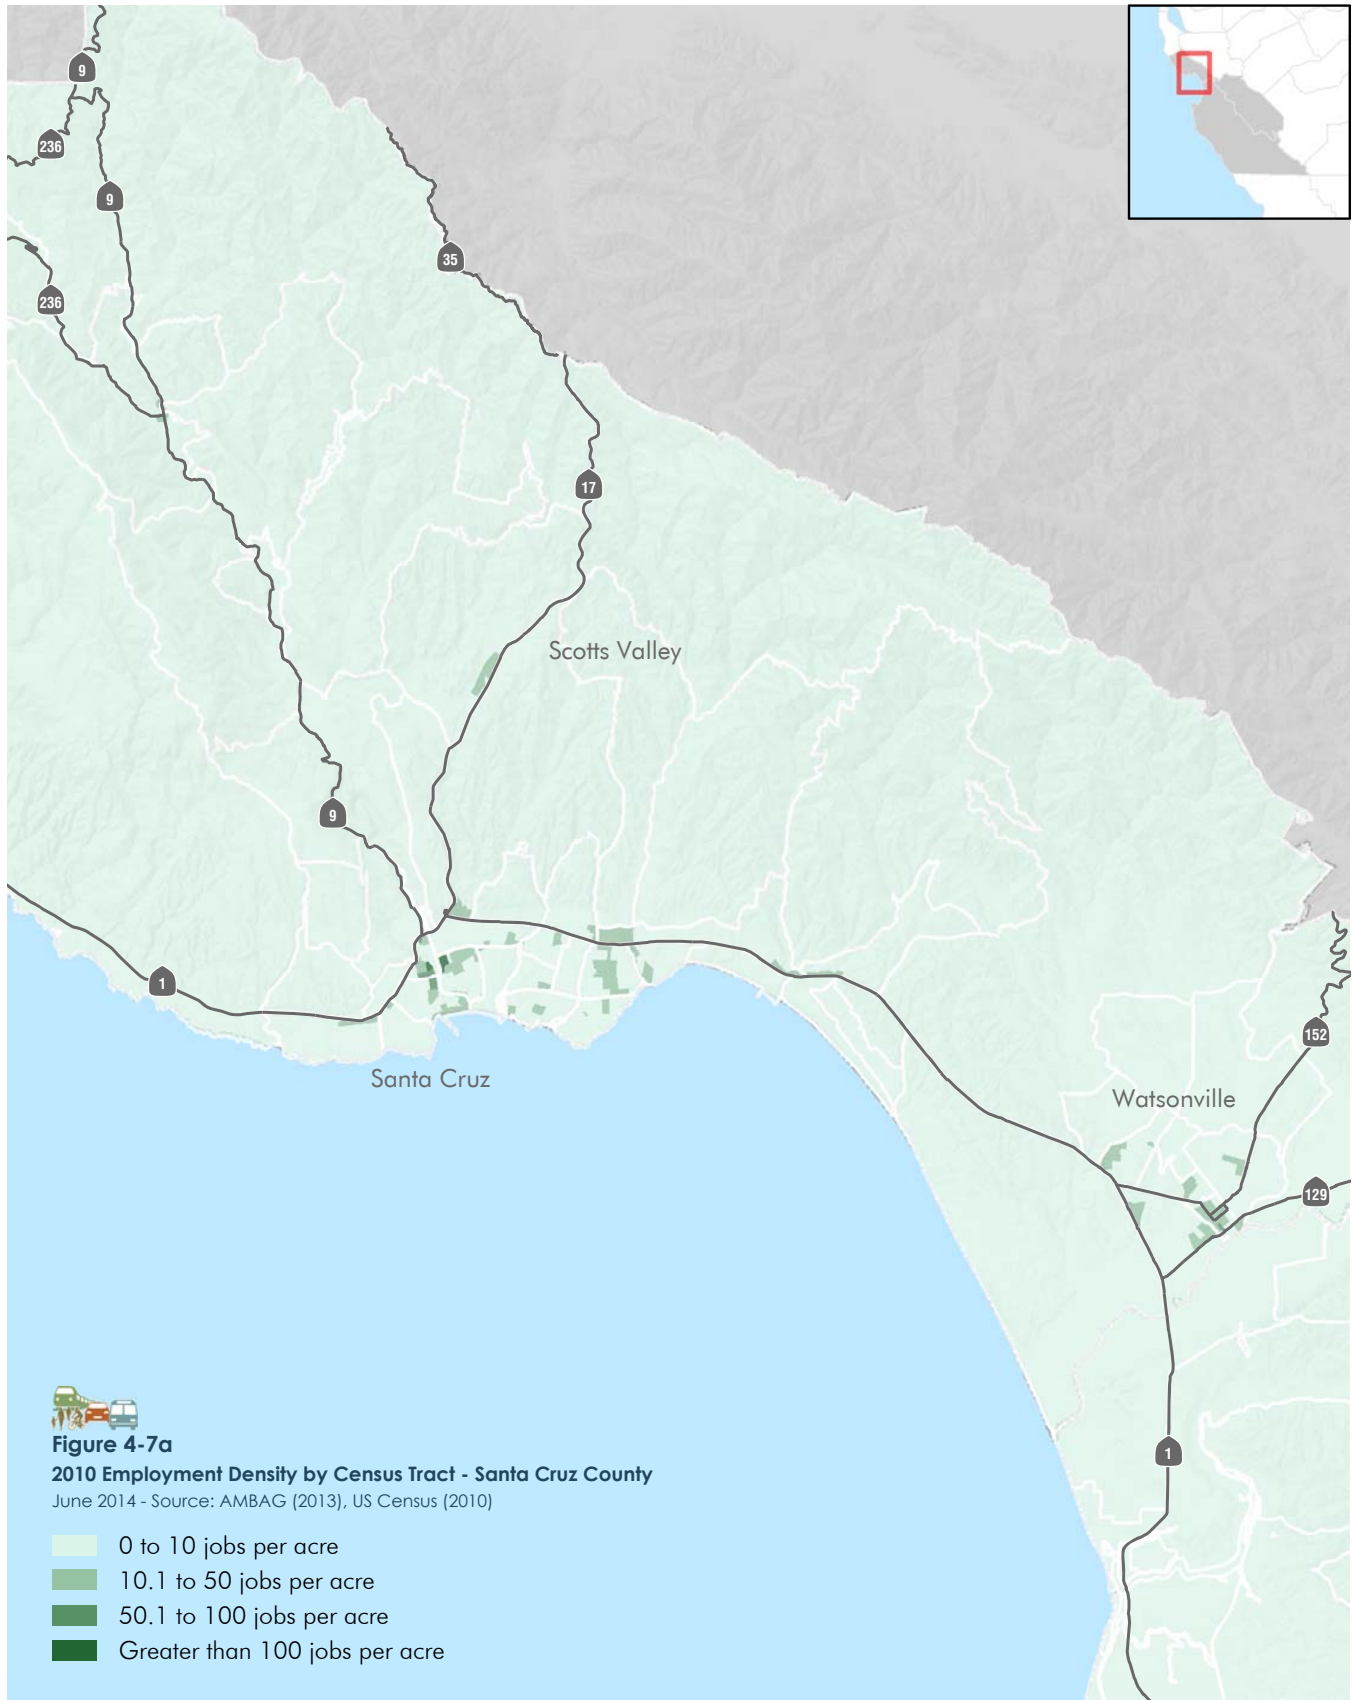 9
236
9
35
236
17
Scotts Valley
9
1
Santa Cruz
152
Watsonville
129
1
Figure 4-7a
2010 Employment Density by Census Tract - Santa Cruz County
June 2014 - Source: AMBAG (2013), US Census (2010)
0 to 10 jobs per acre
10.1 to 50 jobs per acre
50.1 to 100 jobs per acre
Greater than 100 jobs per acre